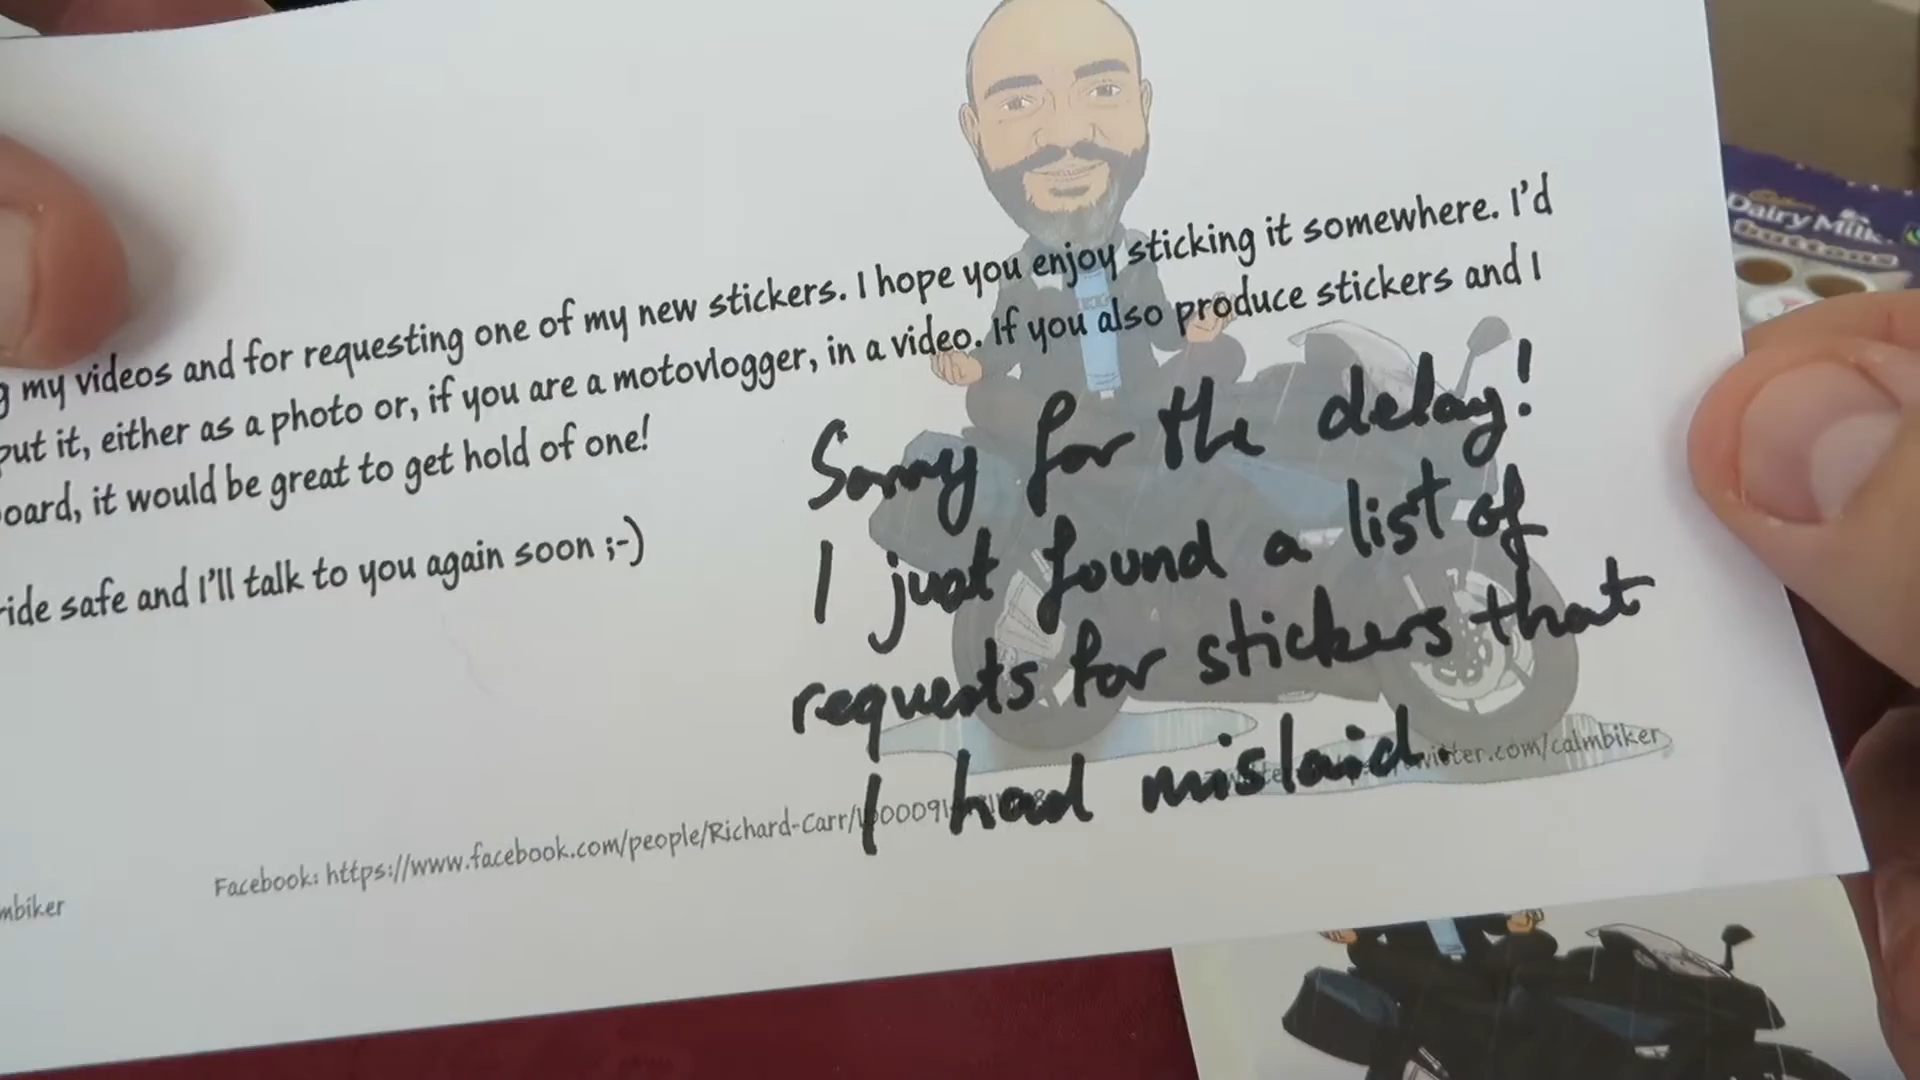 my videos and for requesting one of my new stickers. I hope you enjoy sticking it somewhere. I'd
put it, either as a photo or, if you are a motovlogger, in a video. If you also produce stickers and I
oard, it would be great to get hold of one!
ride safe and I'll talk to you again soon ;-)
Sorry for the delay!
I just found a list of
requests for stickers that
I had mislaid.
twitter.com/calmbiker
Facebook: https://www.facebook.com/people/Richard-Carr/
mbiker
Cadbury
Dairy Milk
buttons